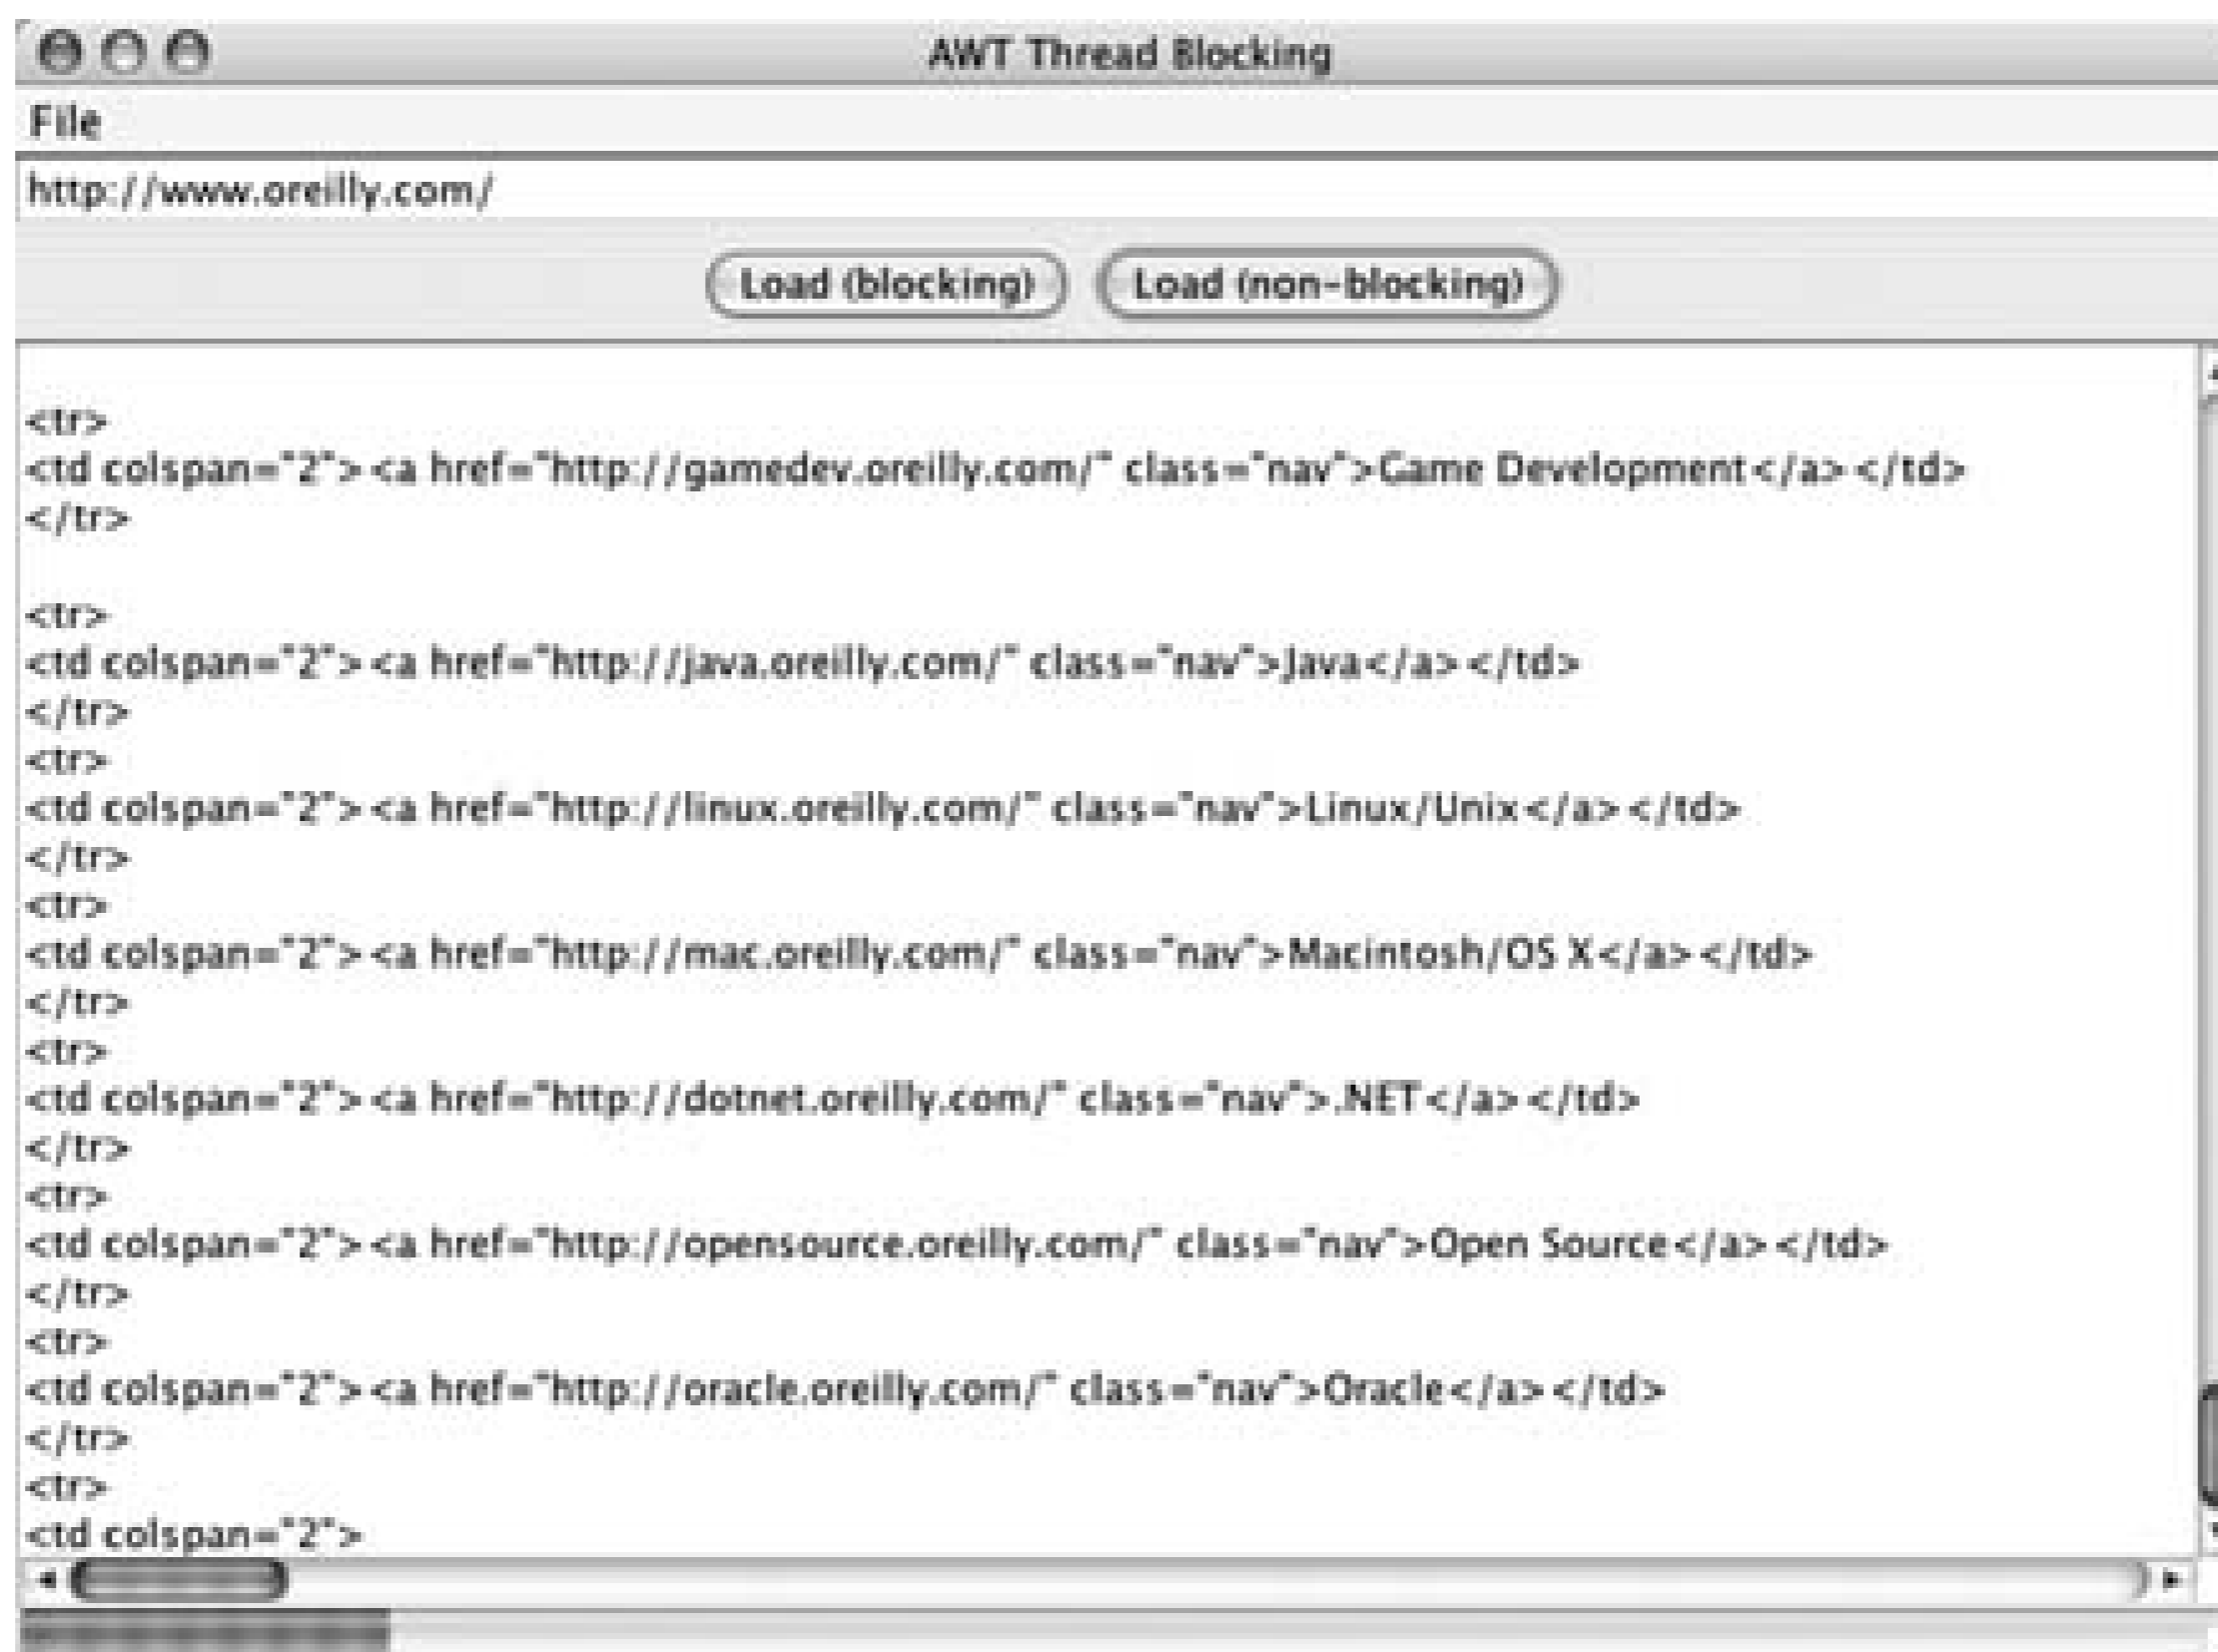 AWT Thread Blocking
File
http://www.oreilly.com/
Load (blocking) Load (non-blocking)
<tr>
<td colspan="2"><a href="http://gamedev.oreilly.com/" class="nav">Game Development</a></td>
</tr>
<tr>
<td colspan="2"><a href="http://java.oreilly.com/" class="nav">Java</a></td>
</tr>
<tr>
<td colspan="2"><a href="http://linux.oreilly.com/" class="nav">Linux/Unix</a></td>
</tr>
<tr>
<td colspan="2"><a href="http://mac.oreilly.com/" class="nav">Macintosh/OS X</a></td>
</tr>
<tr>
<td colspan="2"><a href="http://dotnet.oreilly.com/" class="nav">.NET</a></td>
</tr>
<tr>
<td colspan="2"><a href="http://opensource.oreilly.com/" class="nav">Open Source</a></td>
</tr>
<tr>
<td colspan="2"><a href="http://oracle.oreilly.com/" class="nav">Oracle</a></td>
</tr>
<tr>
<td colspan="2">